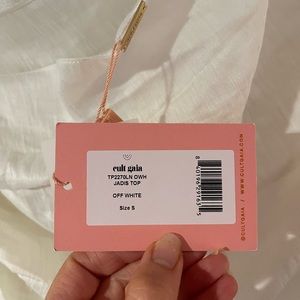 cult gaia
TP2270LN OWH
JADIS TOP
OFF WHITE
Size S
@CULTGAIA / WWW.CULTGAIA.COM